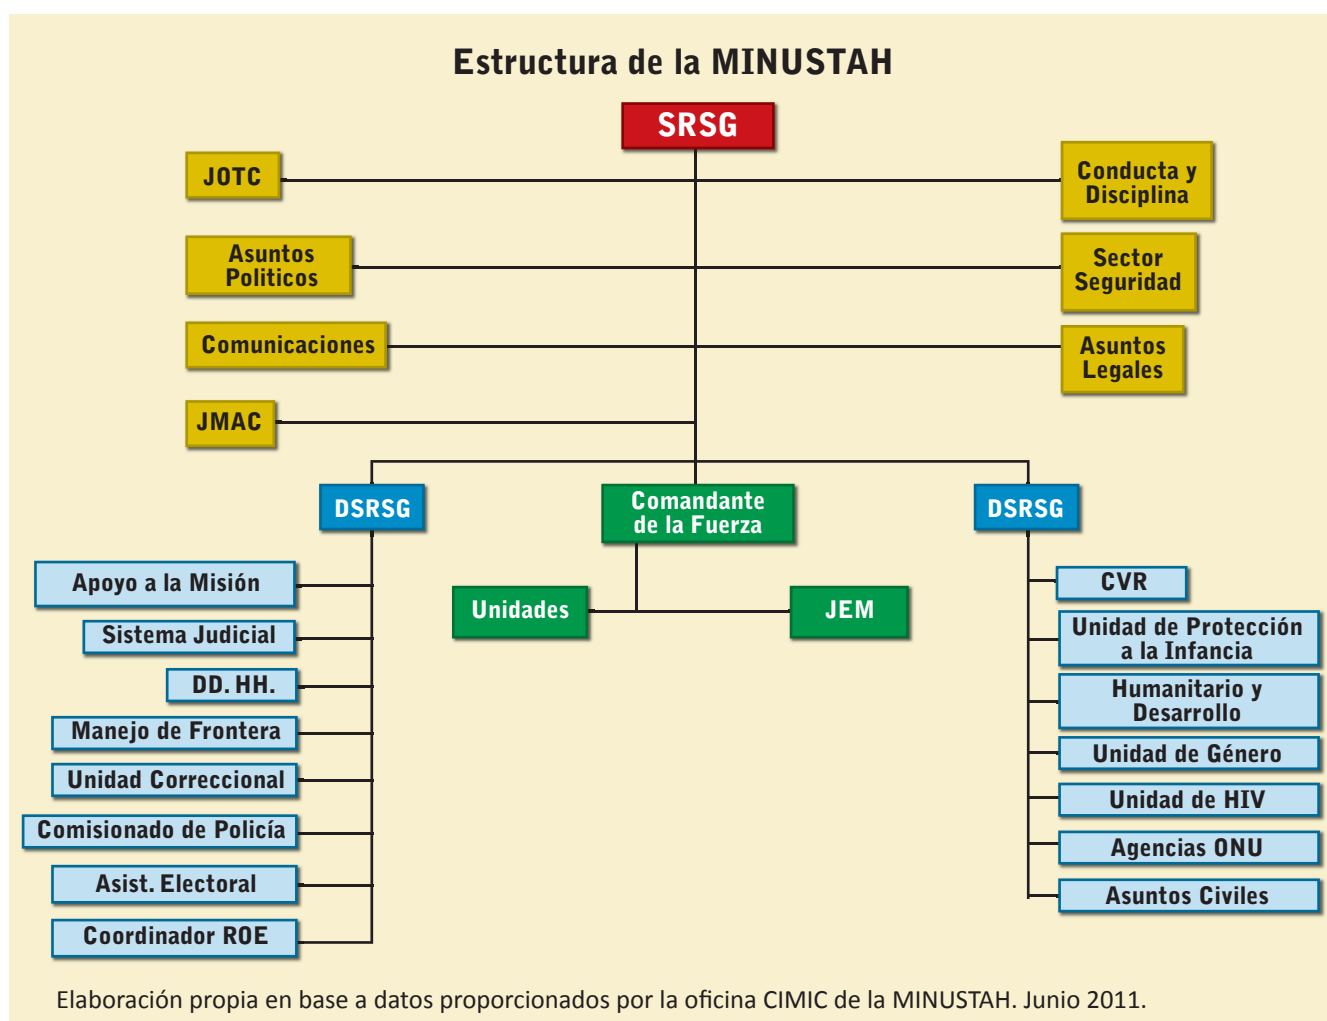 Estructura de la MINUSTAH
SRSG
JOTC
Conducta y
Disciplina
Asuntos
Politicos
Sector
Seguridad
Comunicaciones
Asuntos
Legales
JMAC
DSRSG
Comandante
de la Fuerza
DSRSG
Unidades
JEM
Apoyo a la Misión
Sistema Judicial
DD. HH.
Manejo de Frontera
Unidad Correccional
Comisionado de Policía
Asist. Electoral
Coordinador ROE
CVR
Unidad de Protección
a la Infancia
Humanitario y
Desarrollo
Unidad de Género
Unidad de HIV
Agencias ONU
Asuntos Civiles
Elaboración propia en base a datos proporcionados por la oficina CIMIC de la MINUSTAH. Junio 2011.